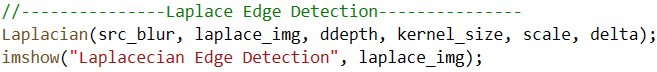 //---------------Laplace Edge Detection---------------
Laplacian(src_blur, laplace_img, ddepth, kernel_size, scale, delta);
imshow("Laplacecian Edge Detection", laplace_img);